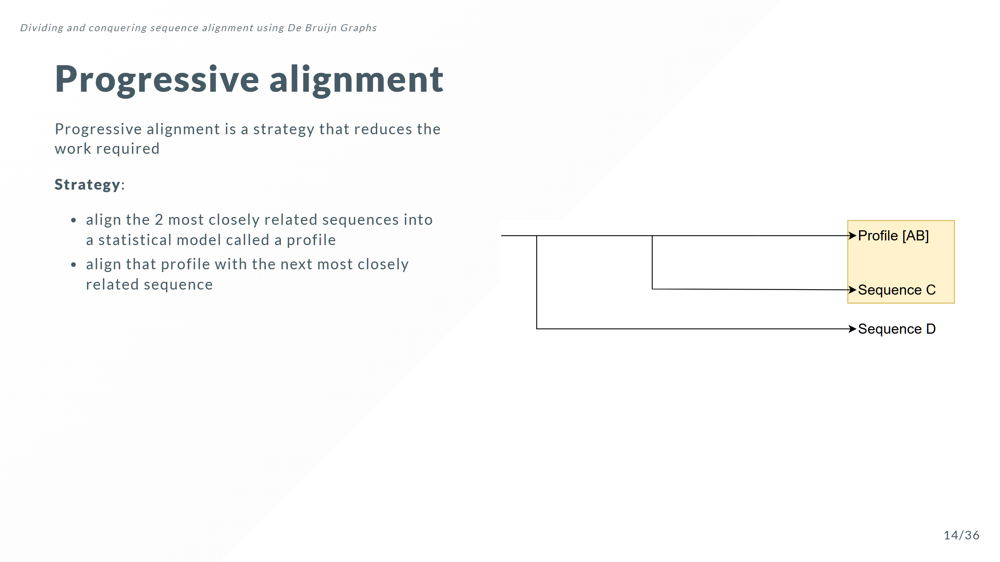 Dividing and conquering sequence alignment using De Bruijn Graphs
Progressive alignment
Progressive alignment is a strategy that reduces the
work required
Strategy:
• align the 2 most closely related sequences into
a statistical model called a profile
• align that profile with the next most closely
related sequence
Profile [AB]
Sequence C
Sequence D
14/36